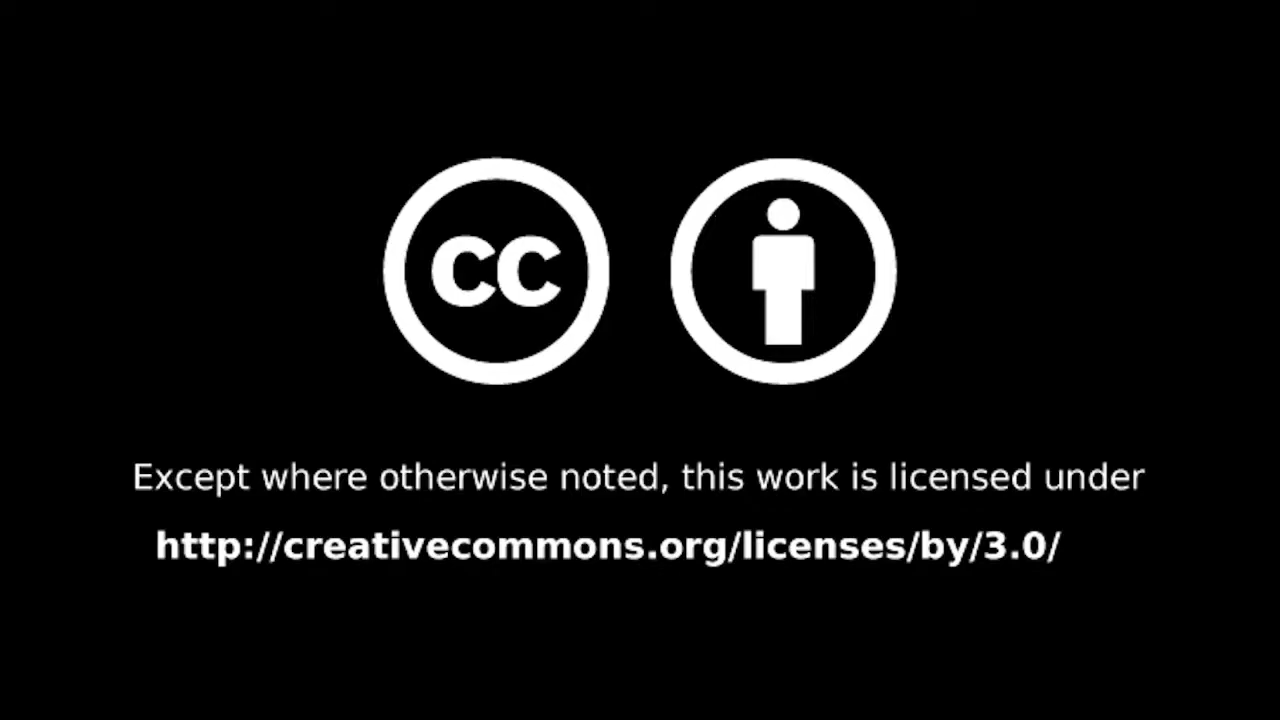 cc
Except where otherwise noted, this work is licensed under
http://creativecommons.org/licenses/by/3.0/